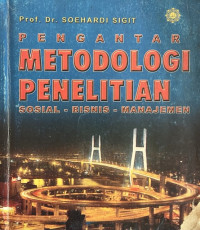 Prof. Dr. SOEHARDI SIGIT
PENGANTAR
METODOLOGI
PENELITIAN
SOSIAL - BISNIS - MANAJEMEN